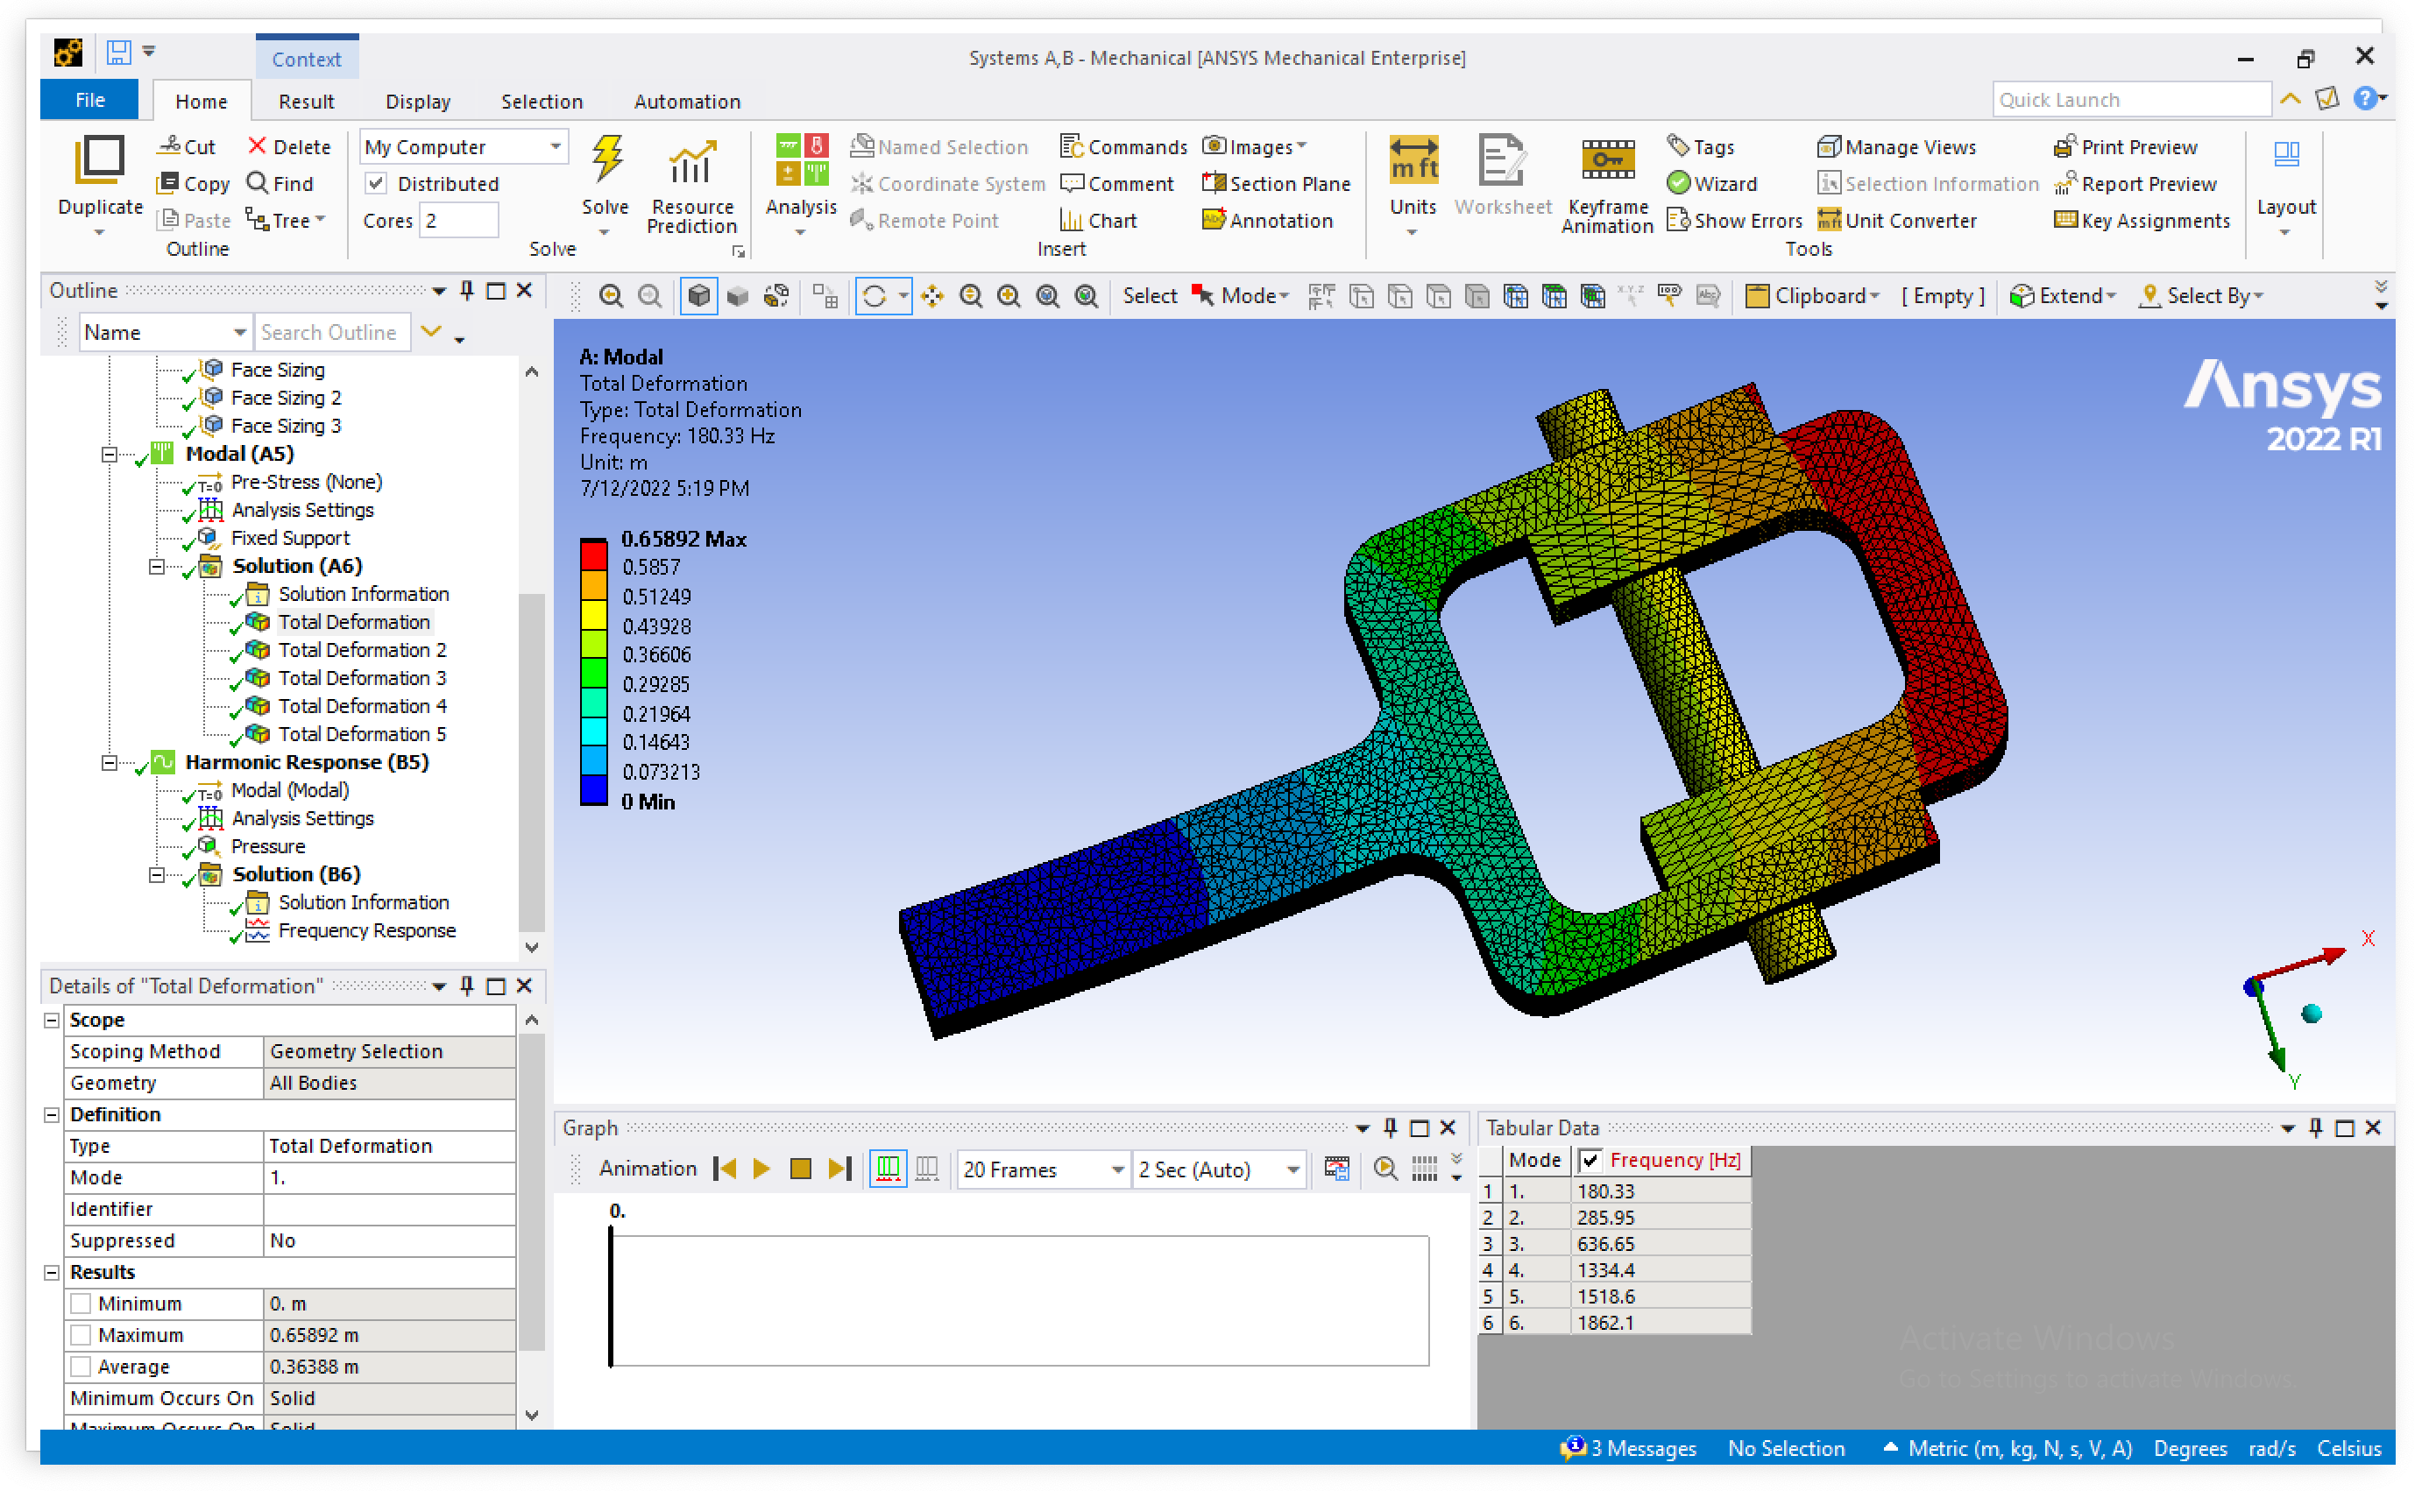 Context
Systems A,B - Mechanical [ANSYS Mechanical Enterprise]
File Home Result Display Selection Automation
Quick Launch
Duplicate
Cut Delete
Copy Find
Paste Tree
Outline
My Computer
Distributed
Cores 2
Solve
Resource Prediction
Solve
Analysis
Named Selection Commands Images
Coordinate System Comment Section Plane
Remote Point Chart Annotation
Insert
Units
Worksheet
Keyframe Animation
Tags Manage Views Print Preview
Wizard Selection Information Report Preview
Show Errors Unit Converter Key Assignments
Tools
Layout
Outline
Name Search Outline
Select Mode Clipboard [ Empty ] Extend Select By
Face Sizing
Face Sizing 2
Face Sizing 3
Modal (A5)
Pre-Stress (None)
Analysis Settings
Fixed Support
Solution (A6)
Solution Information
Total Deformation
Total Deformation 2
Total Deformation 3
Total Deformation 4
Total Deformation 5
Harmonic Response (B5)
Modal (Modal)
Analysis Settings
Pressure
Solution (B6)
Solution Information
Frequency Response
A: Modal
Total Deformation
Type: Total Deformation
Frequency: 180.33 Hz
Unit: m
7/12/2022 5:19 PM
0.65892 Max
0.5857
0.51249
0.43928
0.36606
0.29285
0.21964
0.14643
0.073213
0 Min
Ansys
2022 R1
X
Y
Details of "Total Deformation"
Scope
Scoping Method Geometry Selection
Geometry All Bodies
Definition
Type Total Deformation
Mode 1.
Identifier
Suppressed No
Results
Minimum 0. m
Maximum 0.65892 m
Average 0.36388 m
Minimum Occurs On Solid
Maximum Occurs On Solid
Graph
Animation 20 Frames 2 Sec (Auto)
0.
Tabular Data
Mode Frequency [Hz]
1 1. 180.33
2 2. 285.95
3 3. 636.65
4 4. 1334.4
5 5. 1518.6
6 6. 1862.1
Activate Windows
Go to Settings to activate Windows.
3 Messages No Selection Metric (m, kg, N, s, V, A) Degrees rad/s Celsius